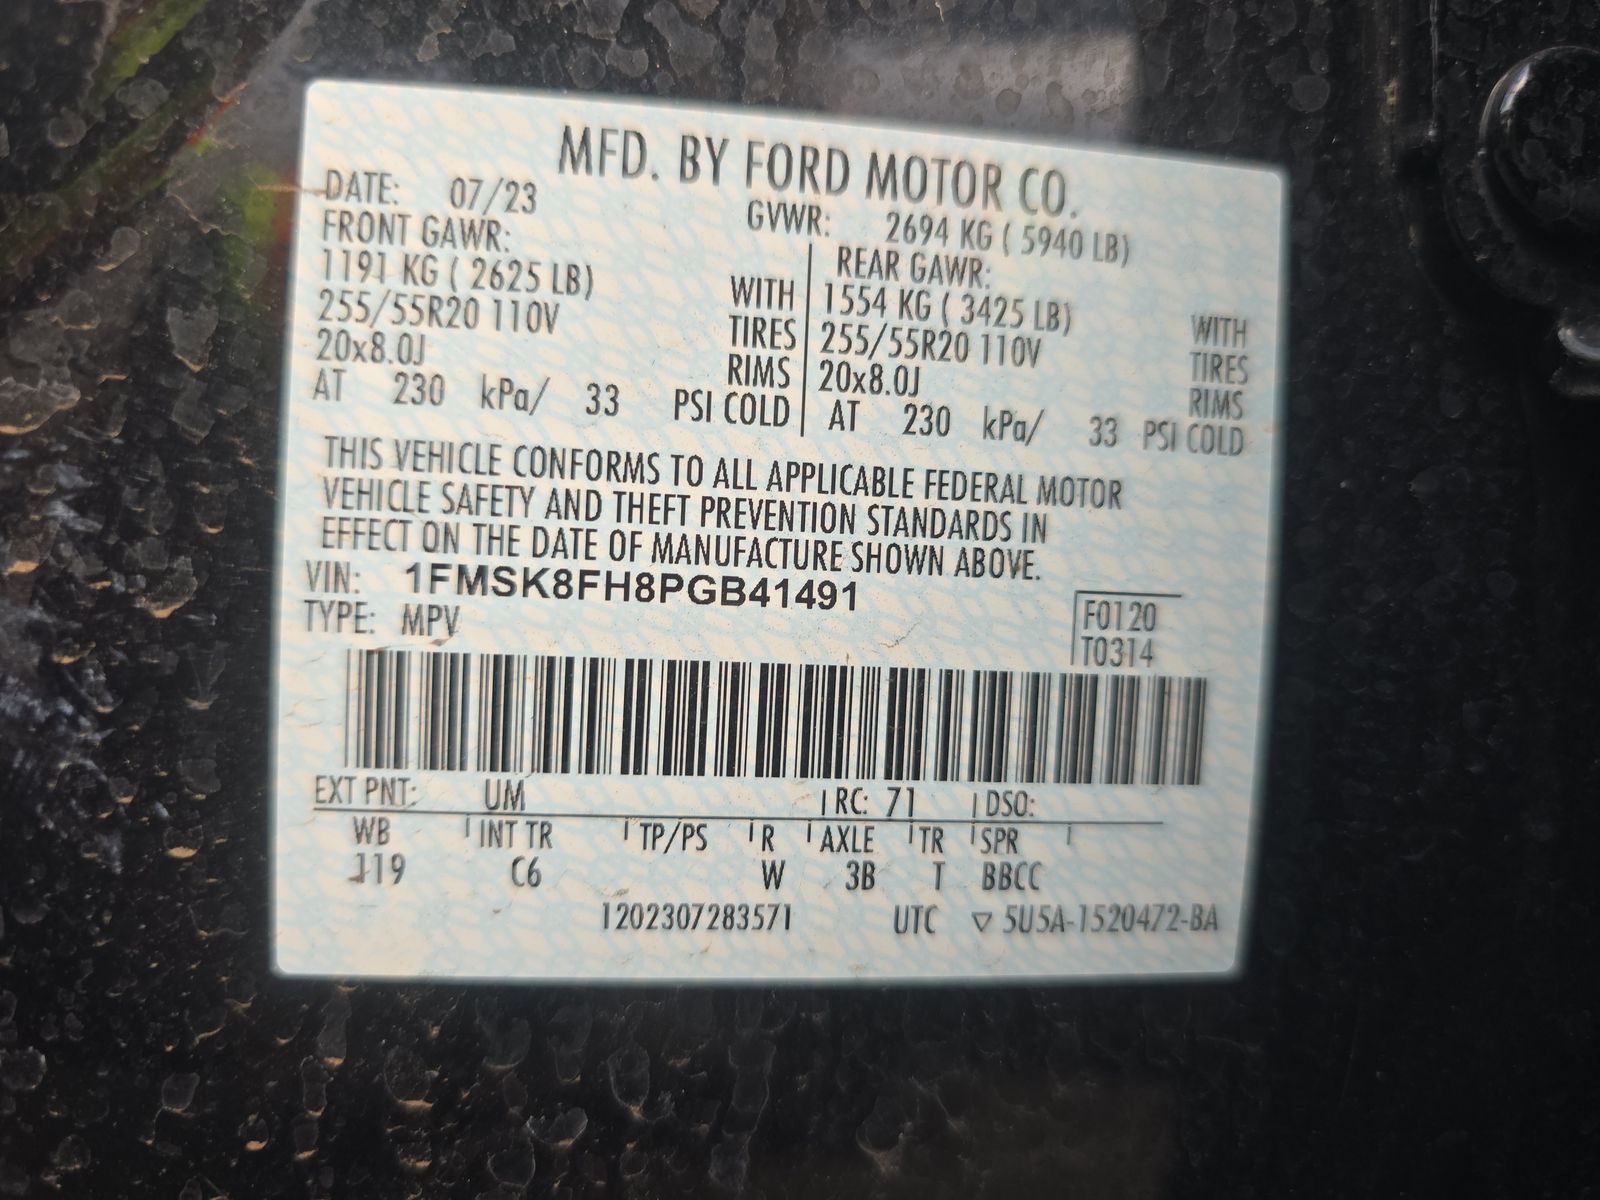 MFD. BY FORD MOTOR CO.
DATE: 07/23 GVWR: 2694 KG ( 5940 LB)
FRONT GAWR: REAR GAWR:
1191 KG ( 2625 LB) WITH 1554 KG ( 3425 LB) WITH
255/55R20 110V TIRES 255/55R20 110V TIRES
20x8.0J RIMS 20x8.0J RIMS
AT 230 kPa/ 33 PSI COLD AT 230 kPa/ 33 PSI COLD
THIS VEHICLE CONFORMS TO ALL APPLICABLE FEDERAL MOTOR
VEHICLE SAFETY AND THEFT PREVENTION STANDARDS IN
EFFECT ON THE DATE OF MANUFACTURE SHOWN ABOVE.
VIN: 1FMSK8FH8PGB41491
TYPE: MPV
F0120
T0314
EXT PNT: UM RC: 71 DSO:
WB INT TR TP/PS R AXLE TR SPR
119 C6 W 3B T BBCC
1202307283571 UTC ▽ 5U5A-1520472-BA